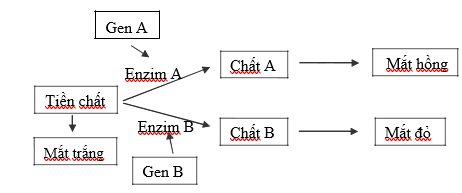 Gen A
Enzim A
Chất A
Mắt hồng
Tiền chất
Enzim B
Chất B
Mắt đỏ
Mắt trắng
Gen B